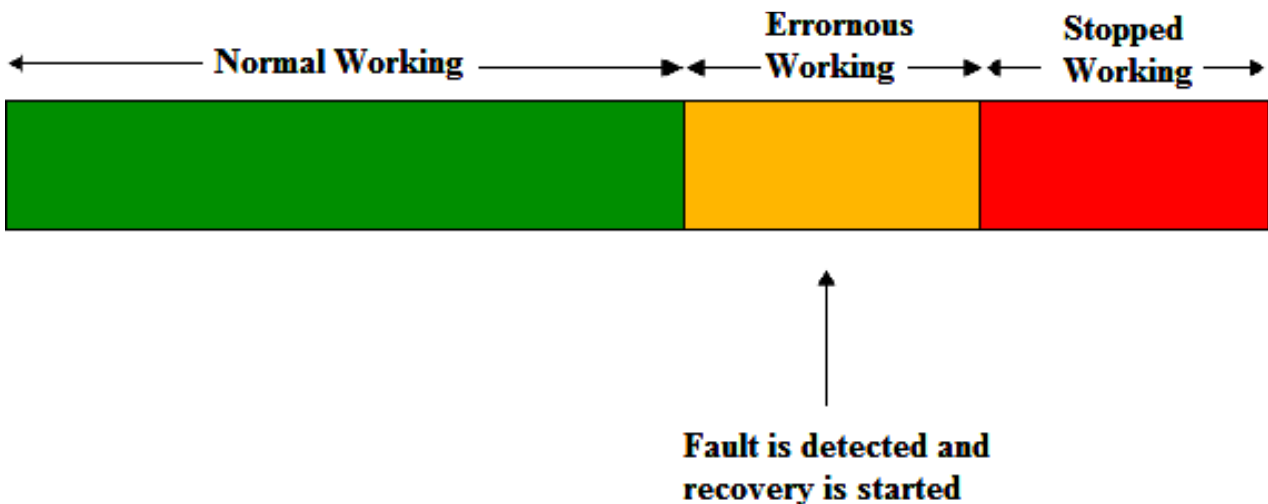 Normal Working
Errornous
Working
Stopped
Working
Fault is detected and
recovery is started